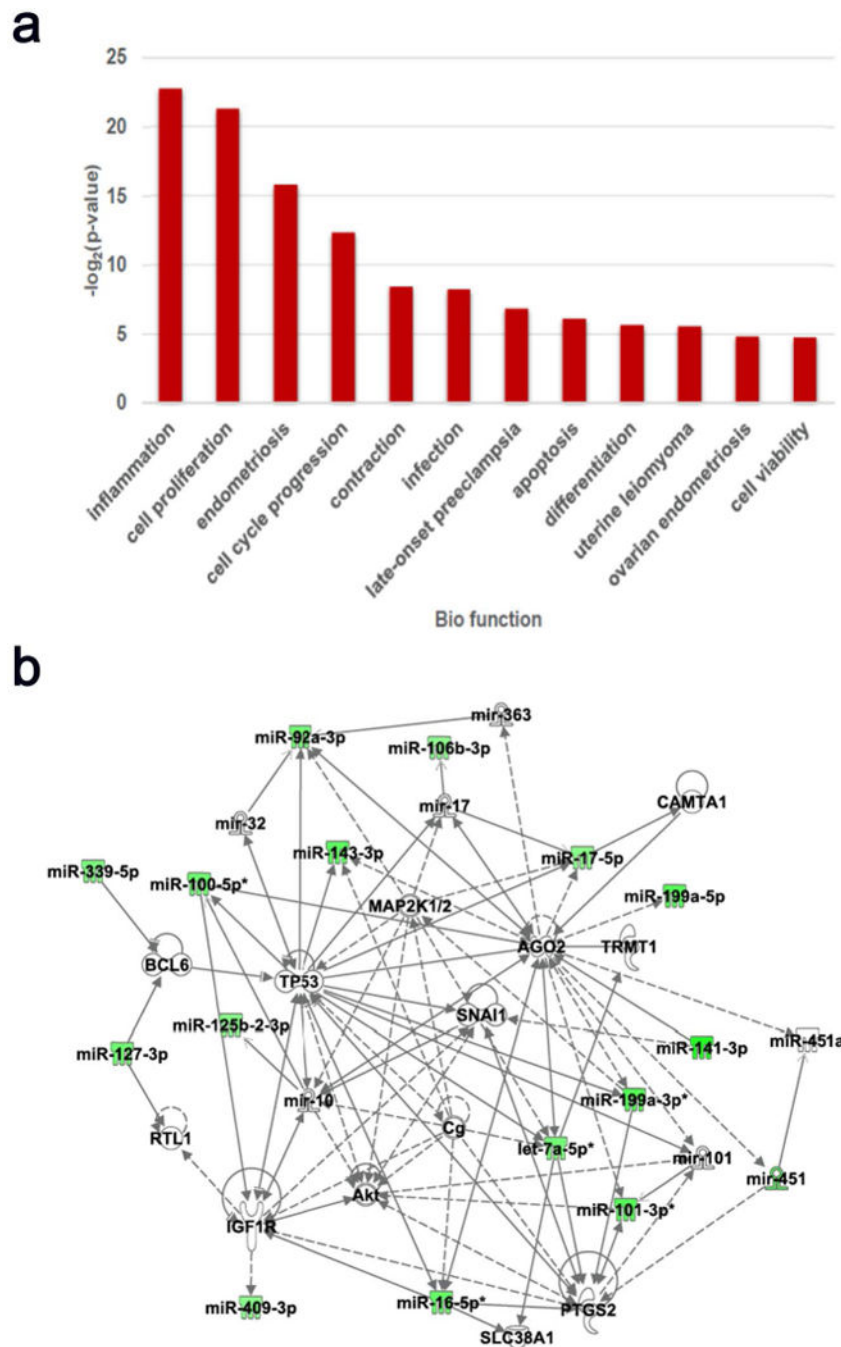 a
25
20
15
10
5
0
-log₂(p-value)
inflammation
cell proliferation
endometriosis
cell cycle progression
contraction
infection
late-onset preeclampsia
apoptosis
differentiation
uterine leiomyoma
ovarian endometriosis
cell viability
Bio function
b
mir-363
miR-92a-3p
miR-106b-3p
CAMTA1
mir-17
mir-32
miR-143-3p
miR-17-5p
miR-339-5p
miR-100-5p*
miR-199a-5p
MAP2K1/2
AGO2
TRMT1
BCL6
TP53
SNAI1
miR-125b-2-3p
miR-141-3p
miR-451a
miR-127-3p
mir-10
miR-199a-3p*
Cg
RTL1
let-7a-5p*
mir-101
mir-451
Akt
miR-101-3p*
IGF1R
miR-409-3p
miR-16-5p*
PTGS2
SLC38A1